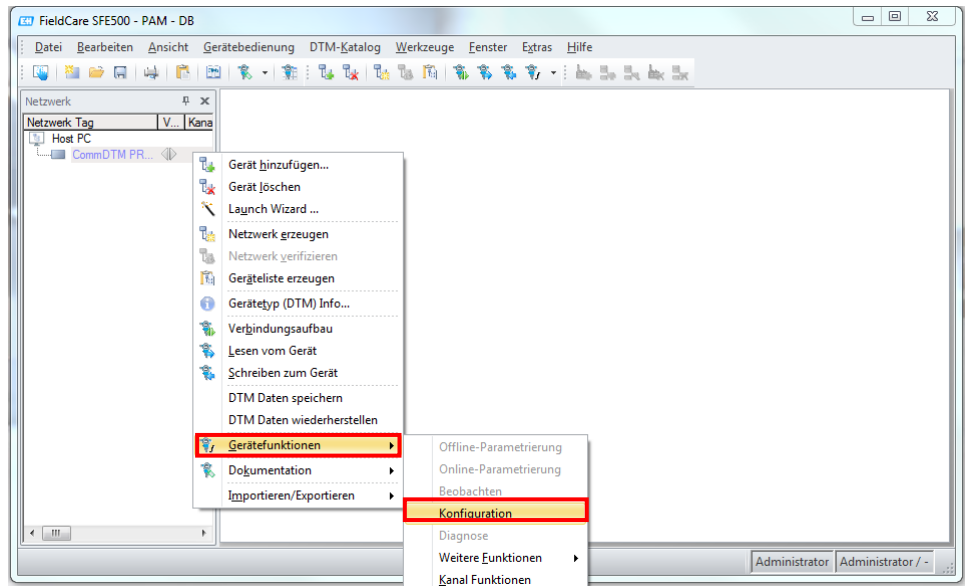 FieldCare SFE500 - PAM - DB
Datei Bearbeiten Ansicht Gerätebedienung DTM-Katalog Werkzeuge Fenster Extras Hilfe
Netzwerk
Netzwerk Tag V... Kana
Host PC
CommDTM PR...
Gerät hinzufügen...
Gerät löschen
Launch Wizard ...
Netzwerk erzeugen
Netzwerk verifizieren
Geräteliste erzeugen
Gerätetyp (DTM) Info...
Verbindungsaufbau
Lesen vom Gerät
Schreiben zum Gerät
DTM Daten speichern
DTM Daten wiederherstellen
Gerätefunktionen
Dokumentation
Importieren/Exportieren
Offline-Parametrierung
Online-Parametrierung
Beobachten
Konfiguration
Diagnose
Weitere Funktionen
Kanal Funktionen
Administrator Administrator / -